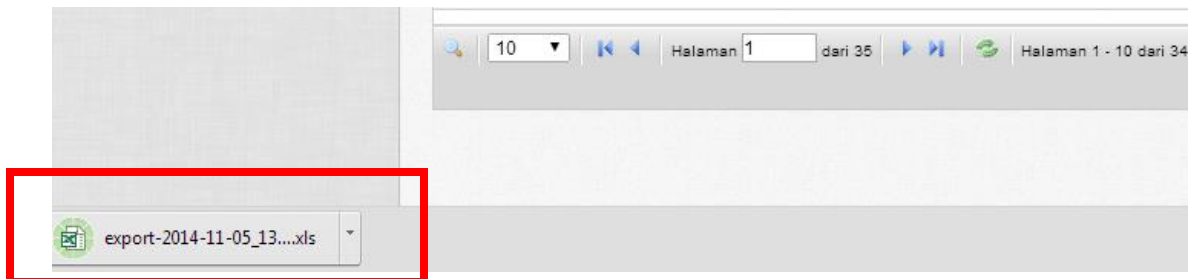 10 Halaman 1 dari 35 Halaman 1 - 10 dari 34
export-2014-11-05_13....xls